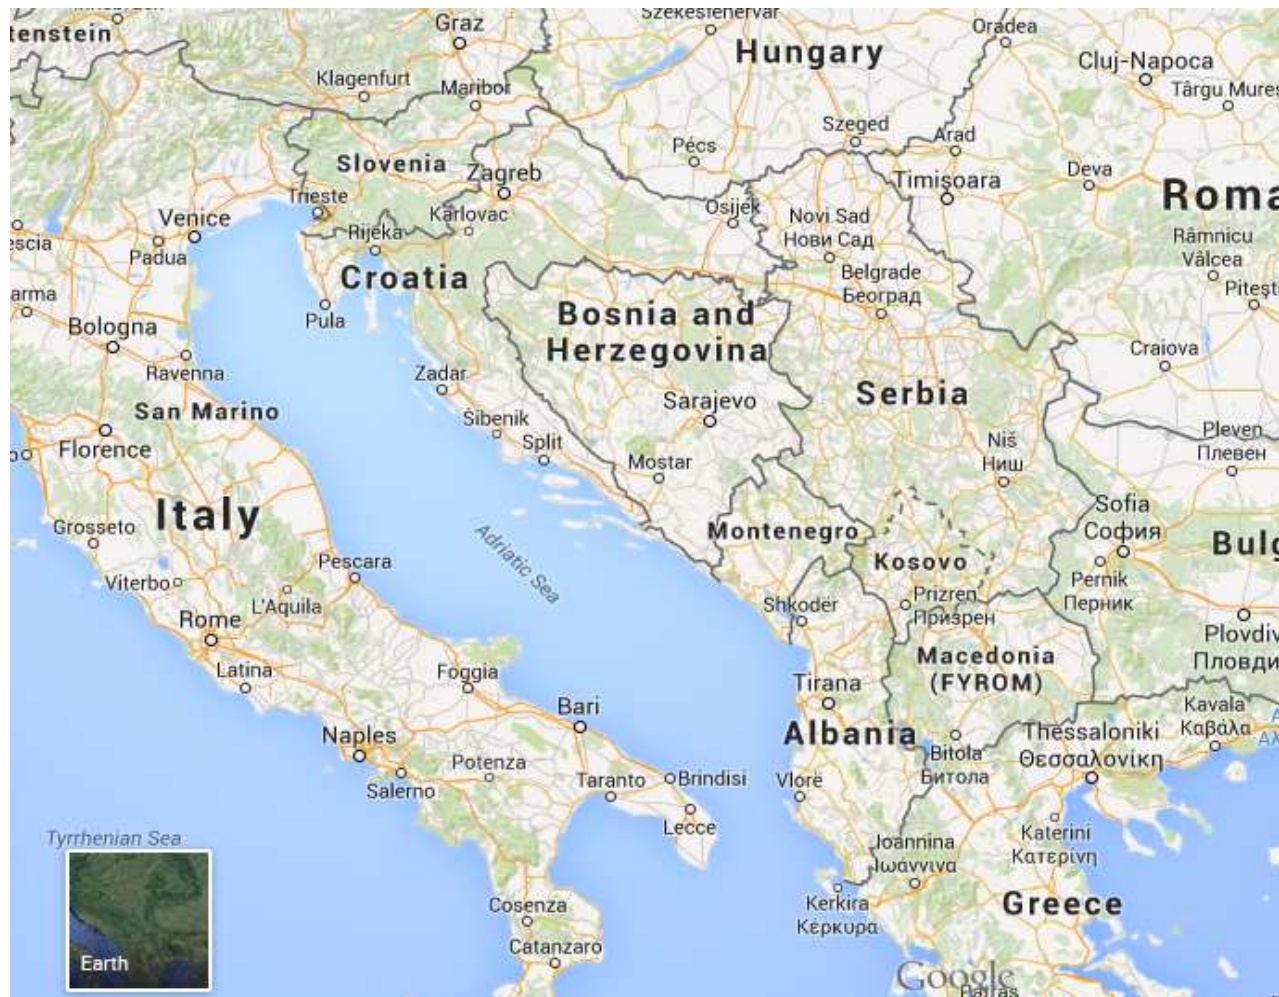 Graz
Székesfehérvár
Oradea
tenstein
Hungary
Cluj-Napoca
Klagenfurt
Maribor
Târgu Mureș
Szeged
Arad
Pécs
Slovenia
Zagreb
Deva
Timișoara
Roma
Trieste
Karlovac
Osijek
Novi Sad
Нови Сад
Venice
Rijeka
Râmnicu
Vâlcea
escia
Padua
Croatia
Belgrade
Београд
Pitești
arma
Pula
Bosnia and
Herzegovina
Bologna
Craiova
Ravenna
Zadar
Serbia
San Marino
Sarajevo
Šibenik
Florence
Split
Niš
Ниш
Pleven
Плевен
Mostar
Italy
Sofia
София
Grosseto
Adriatic Sea
Montenegro
Bulg
Pescara
Kosovo
Viterbo
L'Aquila
Pernik
Перник
Shkodër
Prizren
Призрен
Rome
Plovdiv
Пловди
Latina
Foggia
Macedonia
(FYROM)
Tirana
Bari
Kavala
Καβάλα
Naples
Albania
Thessaloniki
Θεσσαλονίκη
Bitola
Битола
Potenza
Salerno
Taranto
Brindisi
Vlorë
Lecce
Tyrrhenian Sea
Katerini
Κατερίνη
Ioannina
Ιωάννινα
Earth
Cosenza
Kerkira
Κέρκυρα
Greece
Catanzaro
Google
Patras